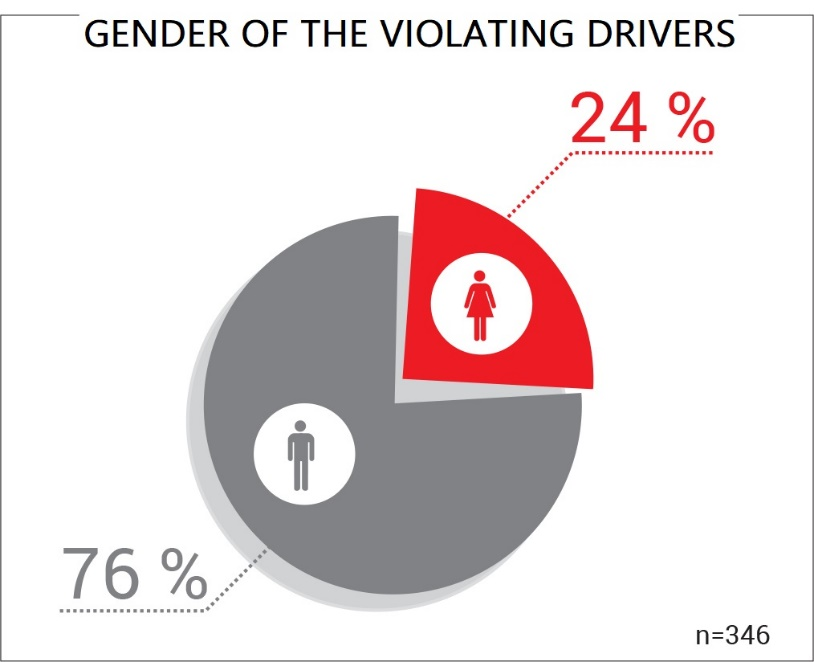 GENDER OF THE VIOLATING DRIVERS
24 %
76 %
n=346